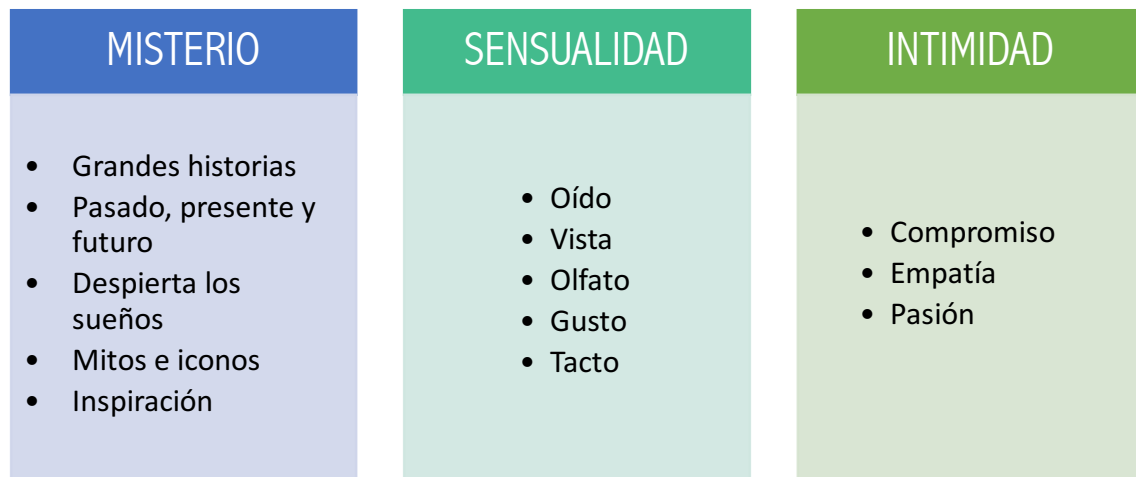 MISTERIO
• Grandes historias
• Pasado, presente y
futuro
• Despierta los
sueños
• Mitos e iconos
• Inspiración
SENSUALIDAD
• Oído
• Vista
• Olfato
• Gusto
• Tacto
INTIMIDAD
• Compromiso
• Empatía
• Pasión